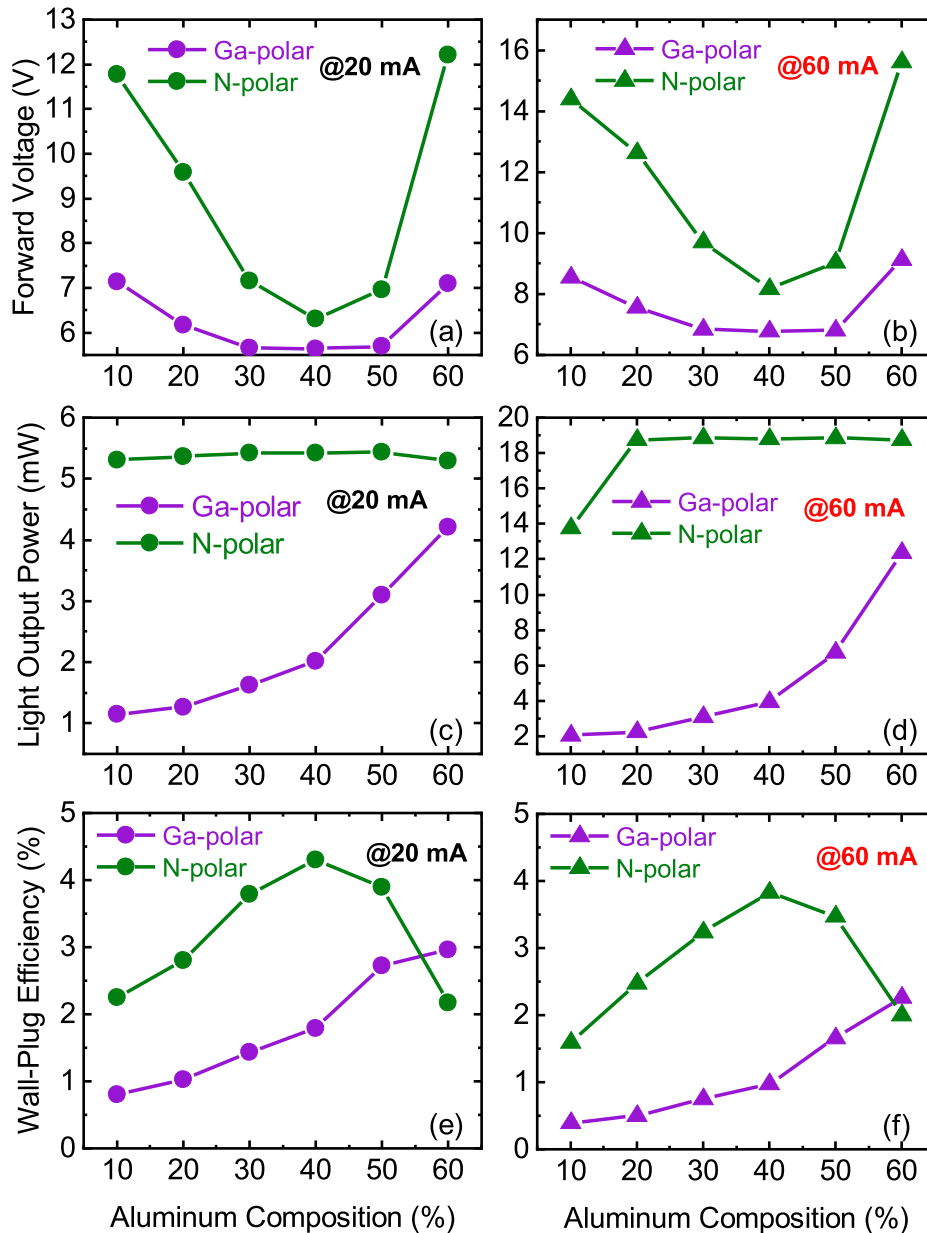 Forward Voltage (V)
13
12
11
10
9
8
7
6
Ga-polar
N-polar
@20 mA
(a)
10 20 30 40 50 60
16
14
12
10
8
6
Ga-polar
N-polar
@60 mA
(b)
10 20 30 40 50 60
Light Output Power (mW)
6
5
4
3
2
1
Ga-polar
N-polar
@20 mA
(c)
10 20 30 40 50 60
20
18
16
14
12
10
8
6
4
2
Ga-polar
N-polar
@60 mA
(d)
10 20 30 40 50 60
Wall-Plug Efficiency (%)
5
4
3
2
1
0
Ga-polar
N-polar
@20 mA
(e)
10 20 30 40 50 60
Aluminum Composition (%)
5
4
3
2
1
0
Ga-polar
N-polar
@60 mA
(f)
10 20 30 40 50 60
Aluminum Composition (%)